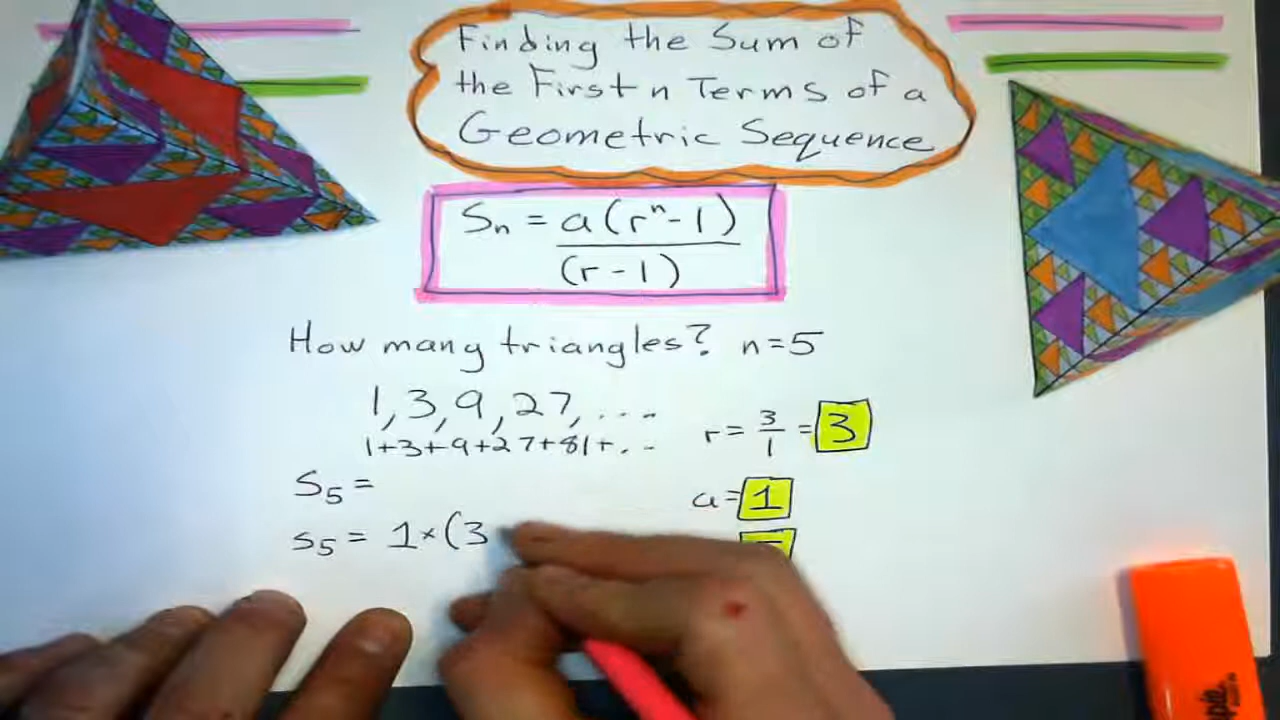 Finding the Sum of
the First n Terms of a
Geometric Sequence
Sn = a(rⁿ-1)
(r-1)
How many triangles? n=5
1, 3, 9, 27, ....
1+3+9+27+81+...
r = 3/1 = 3
S5 =
a = 1
S5 = 1×(3